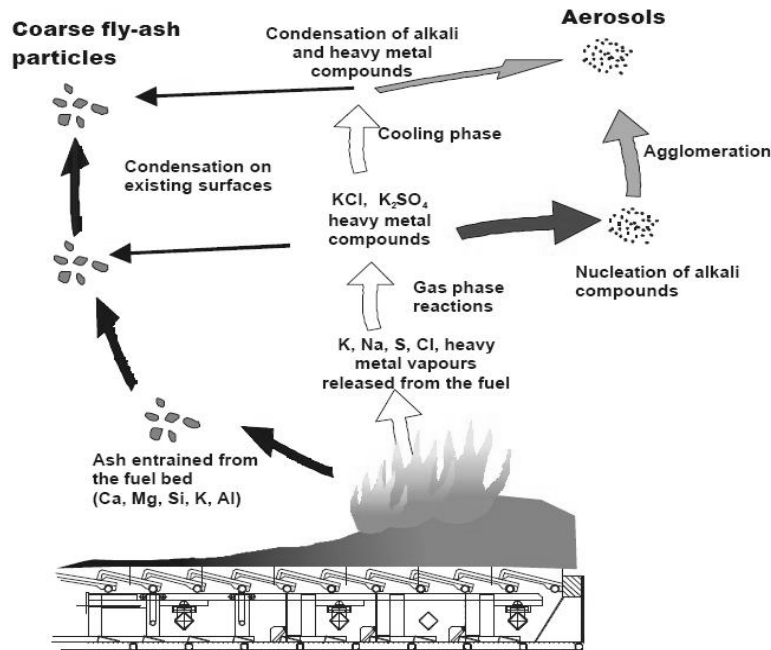 Coarse fly-ash
particles
Condensation of alkali
and heavy metal
compounds
Aerosols
Cooling phase
Agglomeration
Condensation on
existing surfaces
KCl, K₂SO₄
heavy metal
compounds
Nucleation of alkali
compounds
Gas phase
reactions
K, Na, S, Cl, heavy
metal vapours
released from the fuel
Ash entrained from
the fuel bed
(Ca, Mg, Si, K, Al)